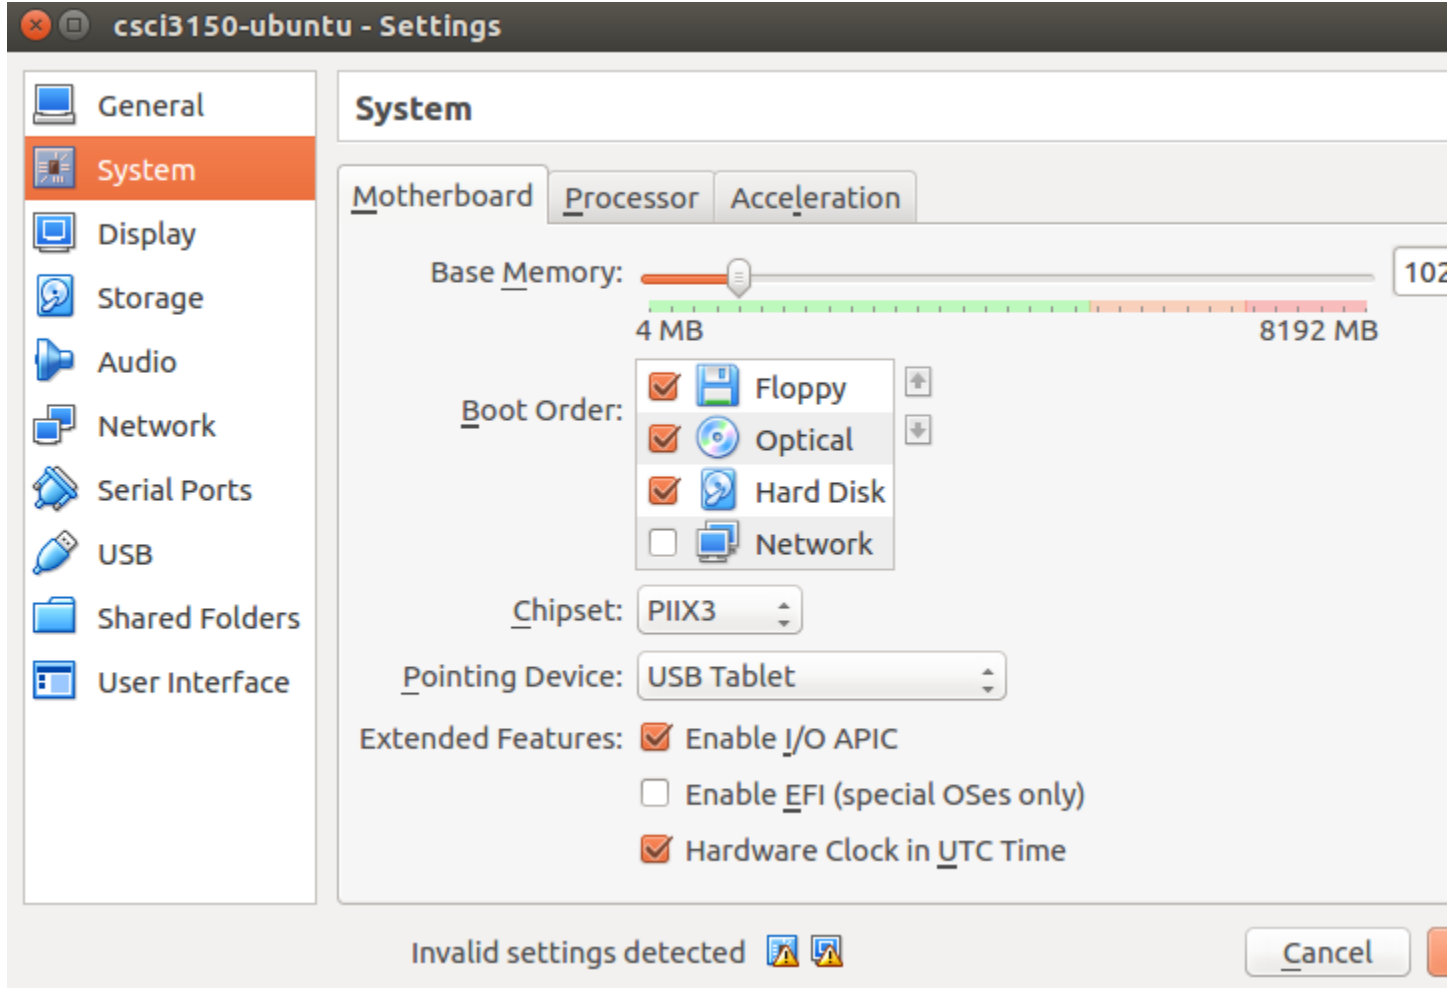 csci3150-ubuntu - Settings
General
System
Display
Storage
Audio
Network
Serial Ports
USB
Shared Folders
User Interface
System
Motherboard Processor Acceleration
Base Memory: 102
4 MB 8192 MB
Boot Order:
Floppy
Optical
Hard Disk
Network
Chipset: PIIX3
Pointing Device: USB Tablet
Extended Features: Enable I/O APIC
Enable EFI (special OSes only)
Hardware Clock in UTC Time
Invalid settings detected
Cancel